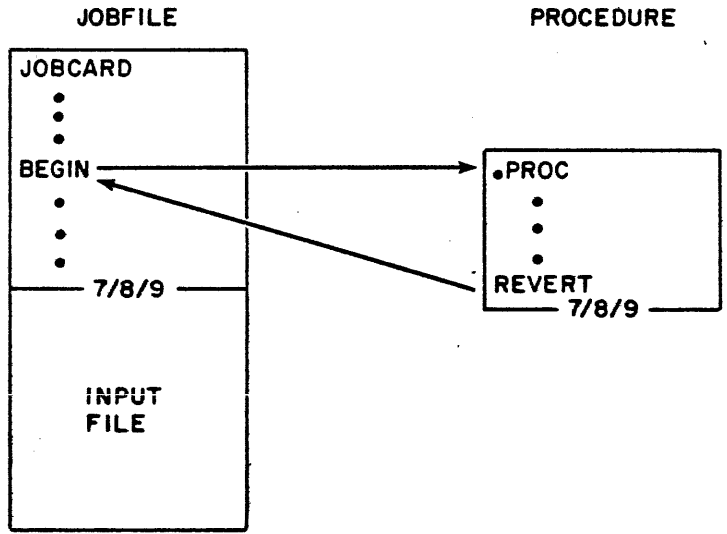 JOBFILE
JOBCARD
BEGIN
7/8/9
INPUT
FILE
PROCEDURE
.PROC
REVERT
7/8/9